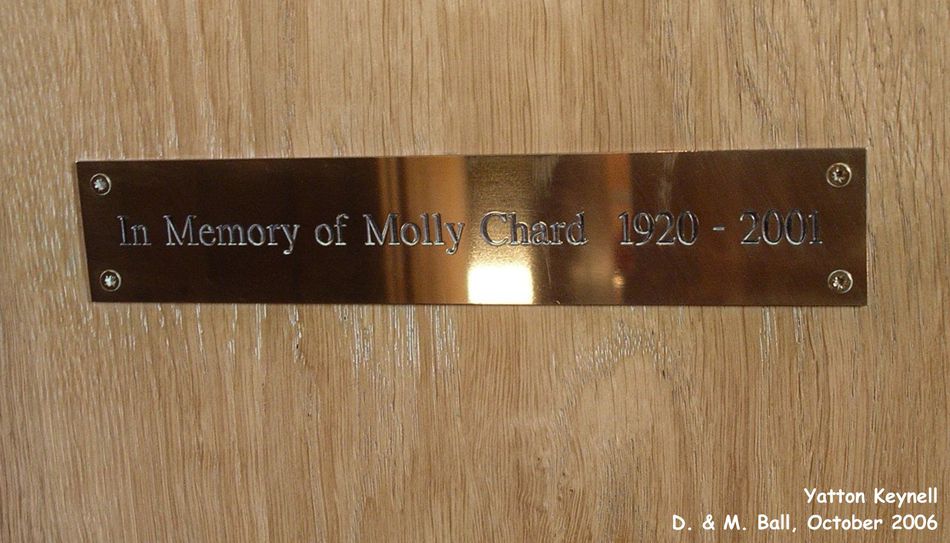 In Memory of Molly Chard 1920 - 2001
Yatton Keynell
D. & M. Ball, October 2006